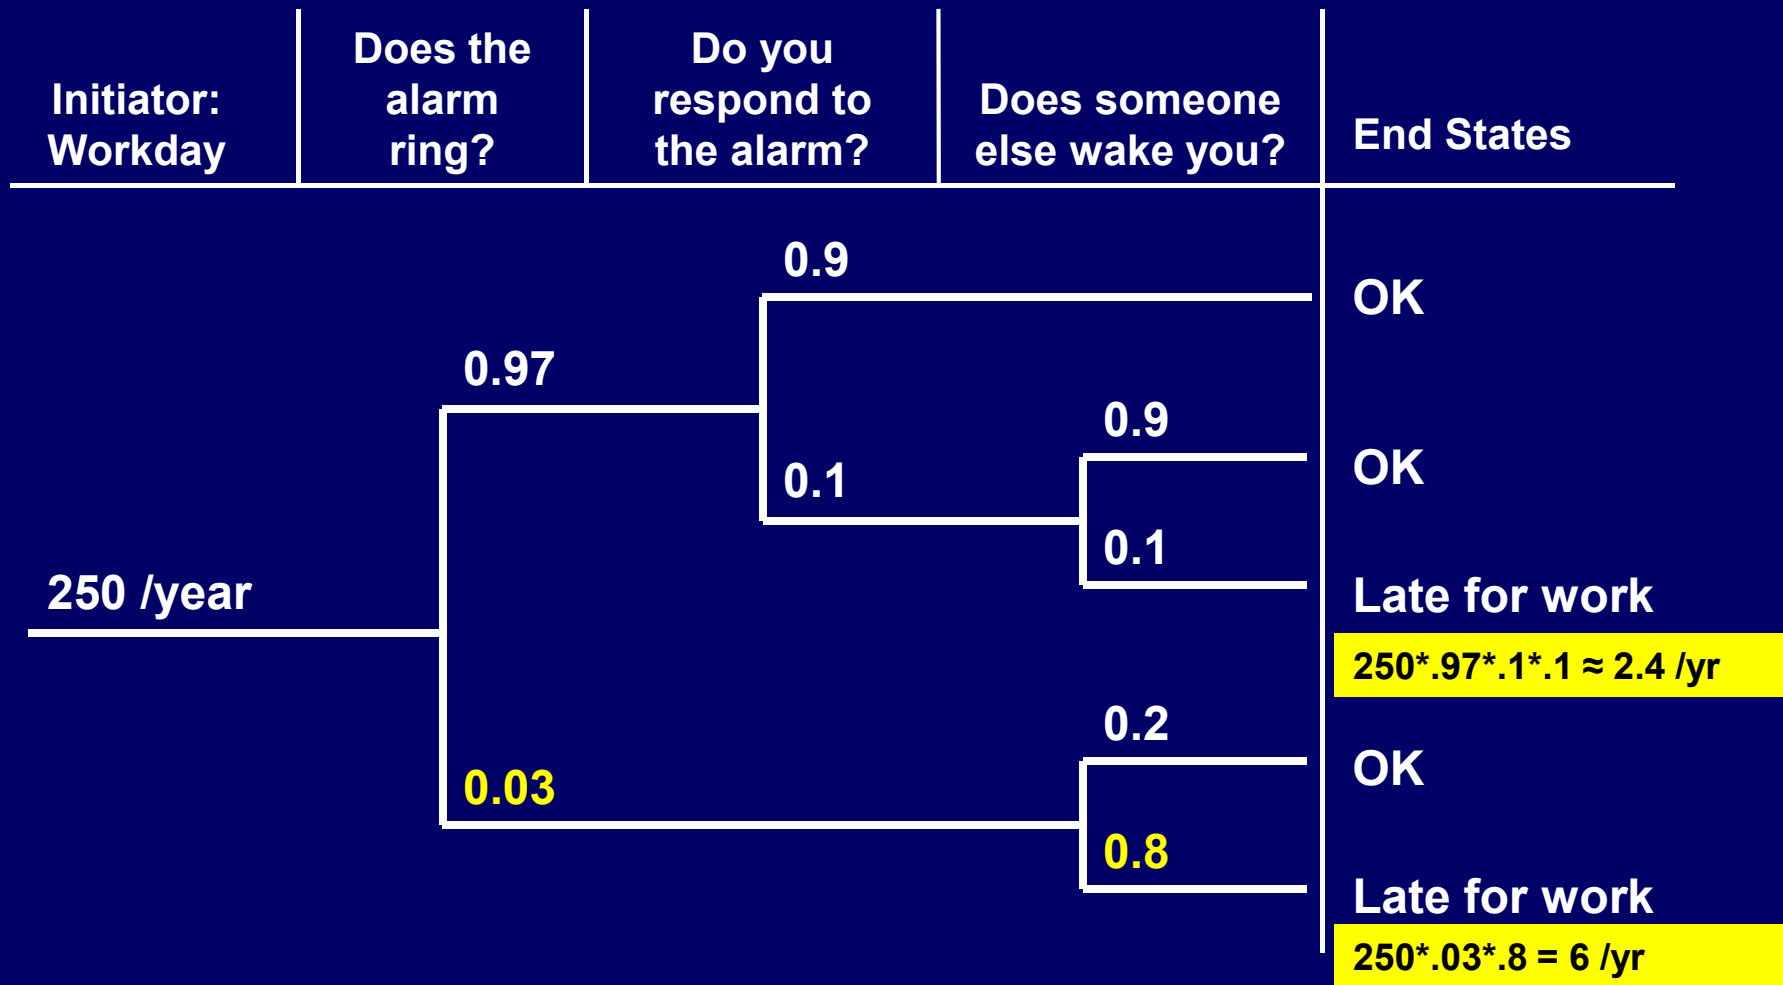 Initiator:
Workday
Does the
alarm
ring?
Do you
respond to
the alarm?
Does someone
else wake you?
End States
0.9
OK
0.97
0.9
OK
0.1
0.1
250 /year
Late for work
250*.97*.1*.1 ≈ 2.4 /yr
0.2
OK
0.03
0.8
Late for work
250*.03*.8 = 6 /yr